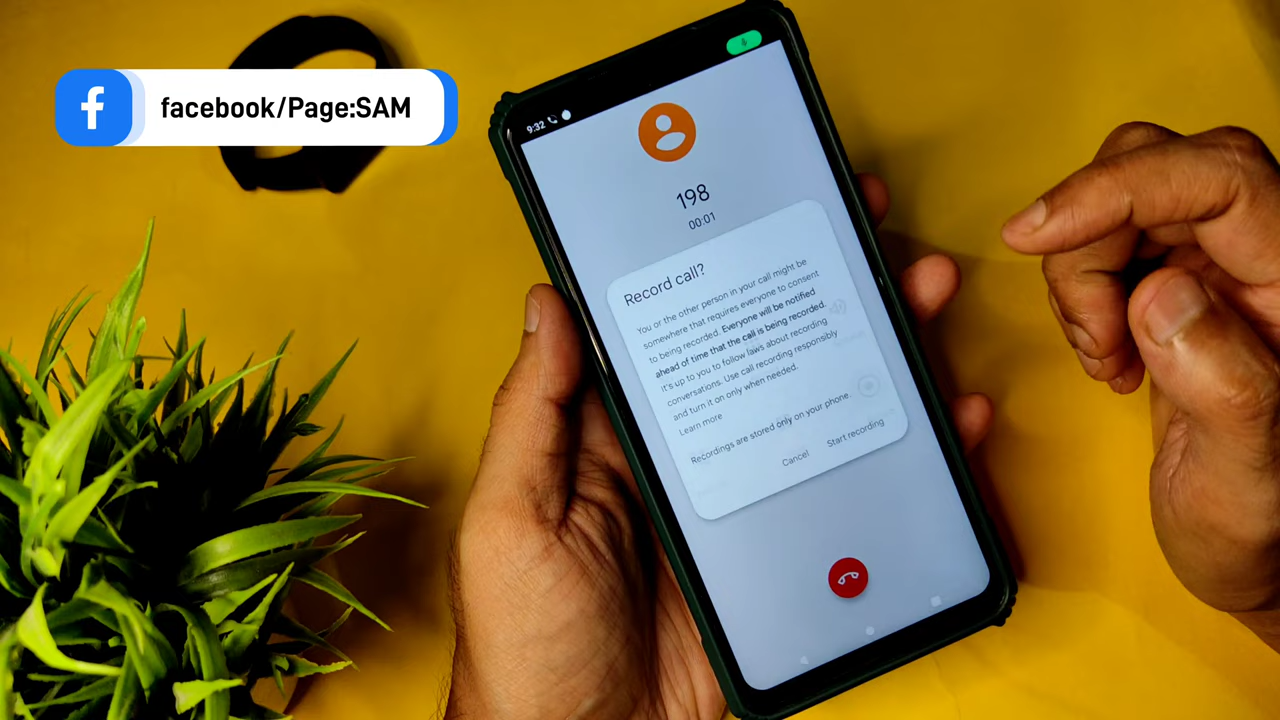 facebook/Page:SAM
9:32
198
00:01
Record call?
You or the other person in your call might be
somewhere that requires everyone to consent
to being recorded. Everyone will be notified
ahead of time that the call is being recorded.
It's up to you to follow laws about recording
conversations. Use call recording responsibly
and turn it on only when needed.
Learn more
Recordings are stored only on your phone.
Cancel Start recording